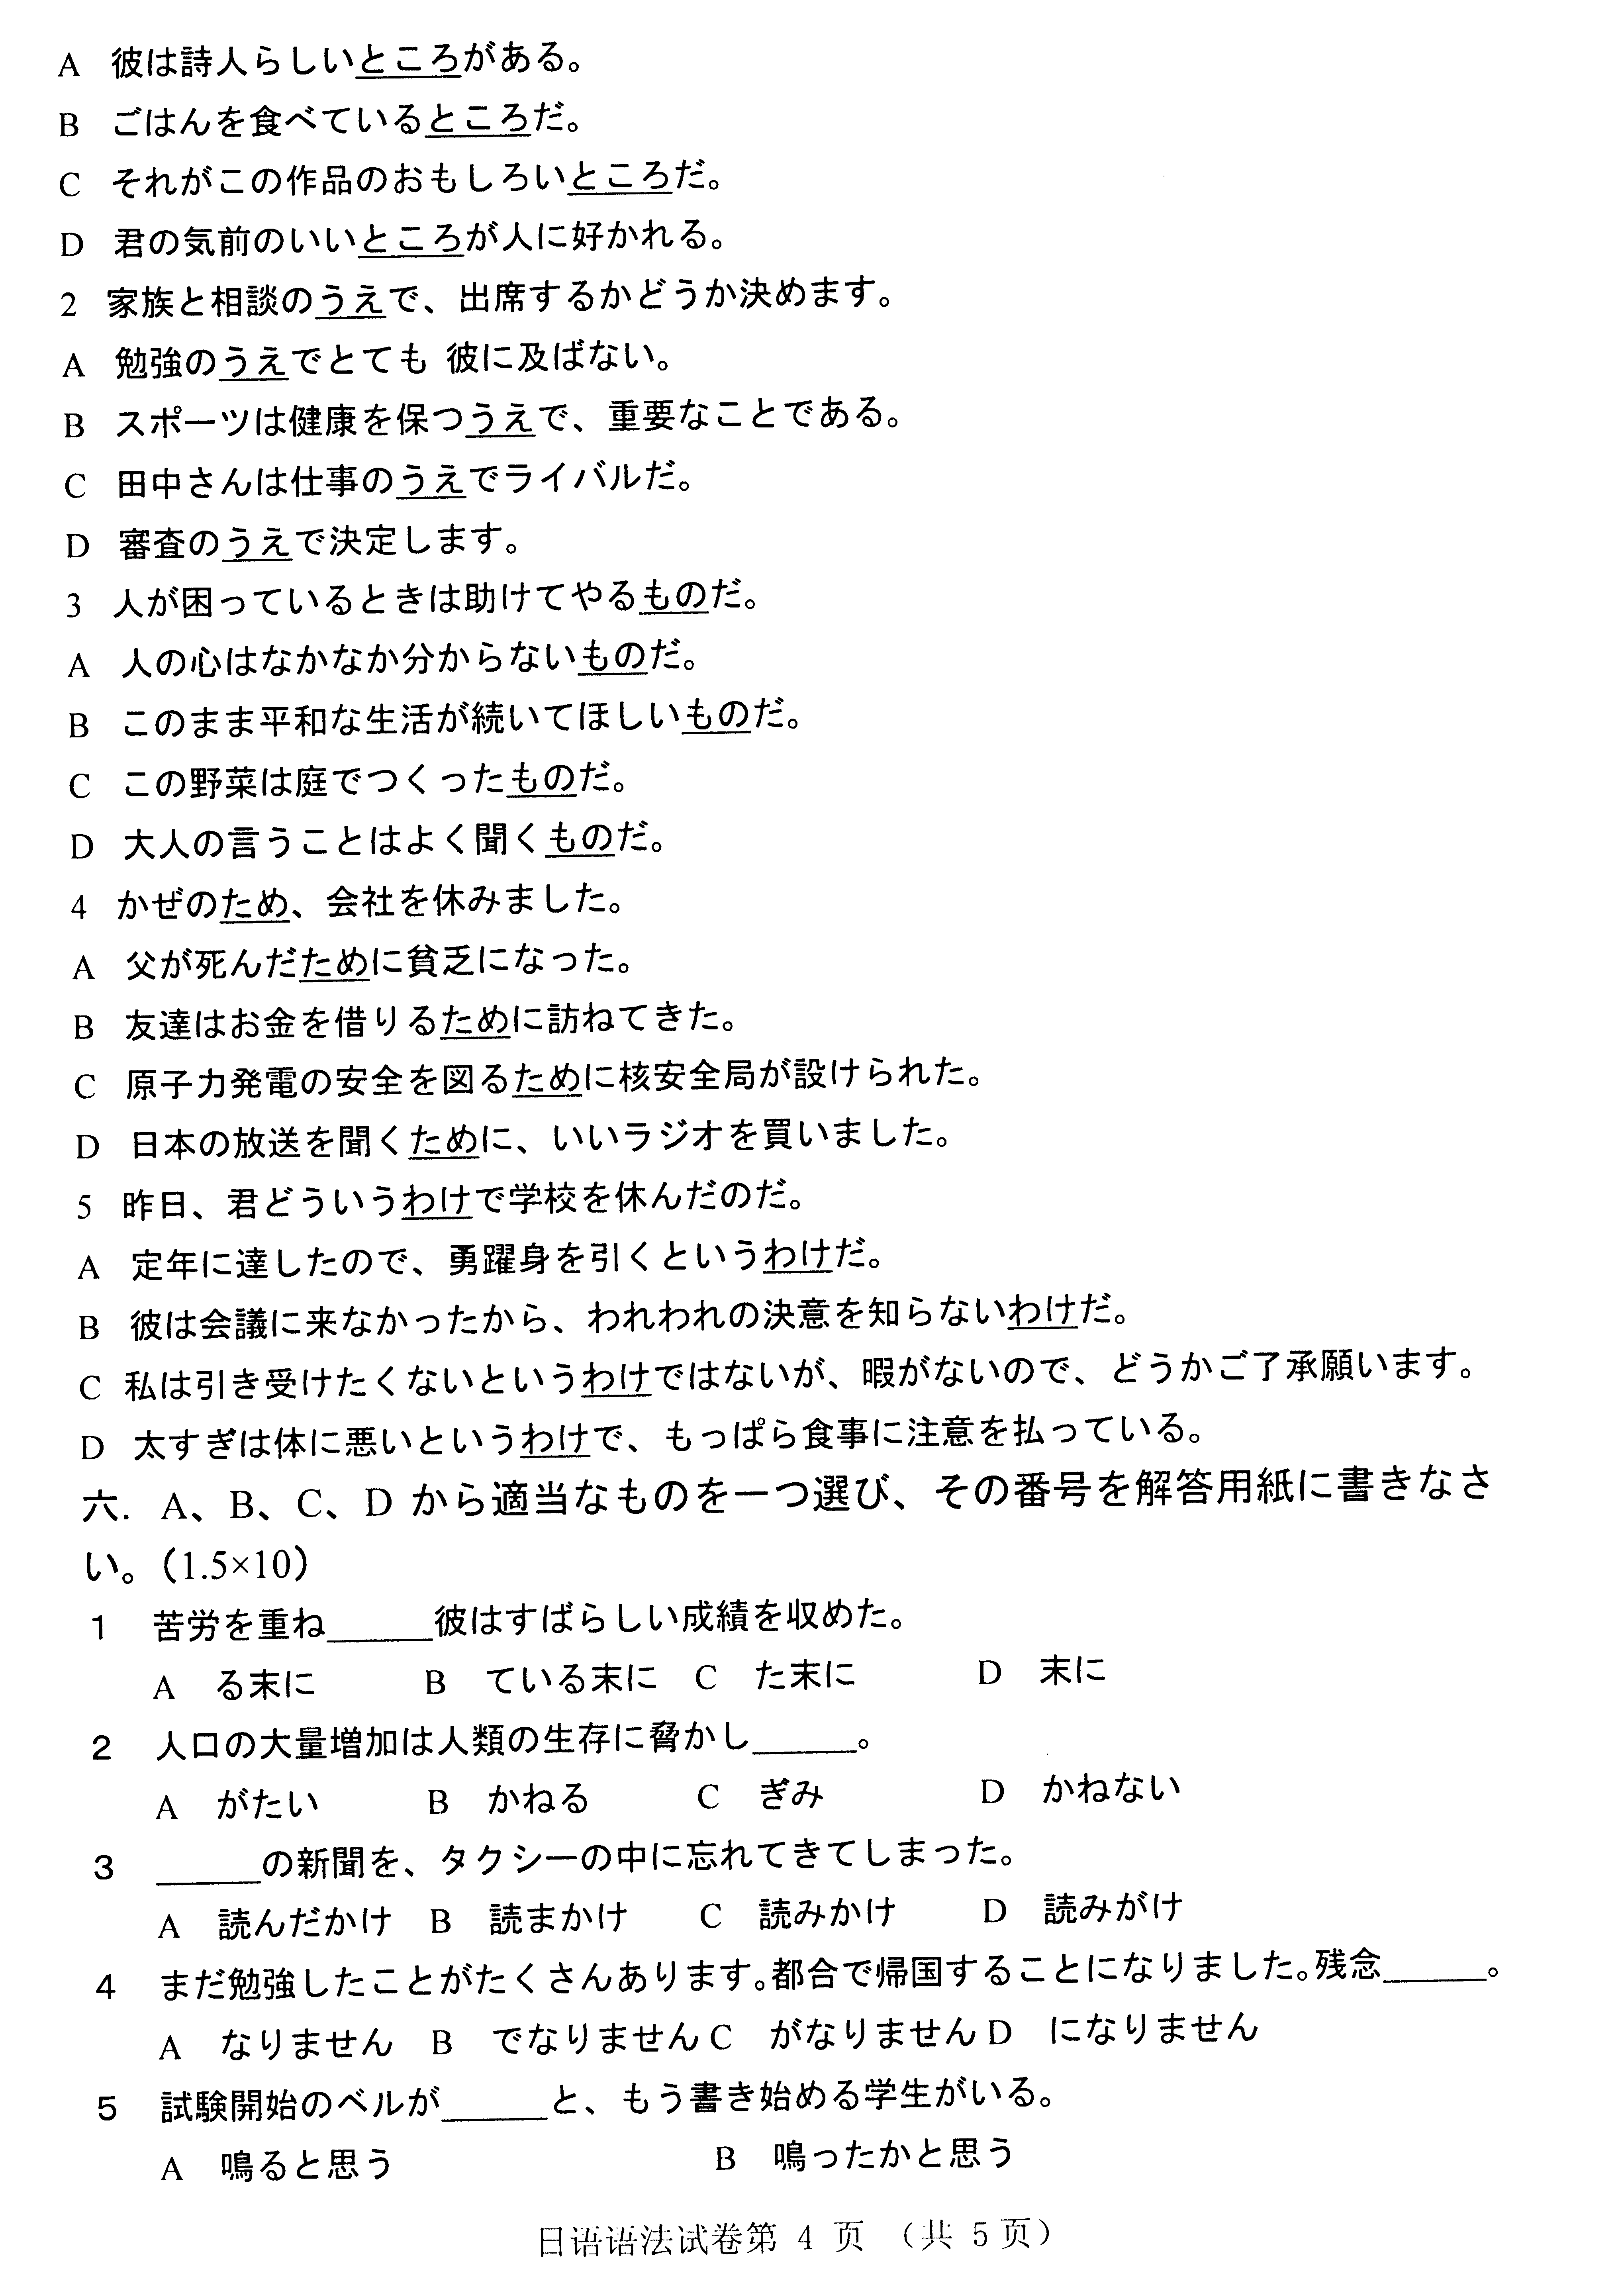 A 彼は詩人らしいところがある。
B ごはんを食べているところだ。
C それがこの作品のおもしろいところだ。
D 君の気前のいいところが人に好かれる。
2 家族と相談のうえで、出席するかどうか決めます。
A 勉強のうえでとても 彼に及ばない。
B スポーツは健康を保つうえで、重要なことである。
C 田中さんは仕事のうえでライバルだ。
D 審査のうえで決定します。
3 人が困っているときは助けてやるものだ。
A 人の心はなかなか分からないものだ。
B このまま平和な生活が続いてほしいものだ。
C この野菜は庭でつくったものだ。
D 大人の言うことはよく聞くものだ。
4 かぜのため、会社を休みました。
A 父が死んだために貧乏になった。
B 友達はお金を借りるために訪ねてきた。
C 原子力発電の安全を図るために核安全局が設けられた。
D 日本の放送を聞くために、いいラジオを買いました。
5 昨日、君どういうわけで学校を休んだのだ。
A 定年に達したので、勇躍身を引くというわけだ。
B 彼は会議に来なかったから、われわれの決意を知らないわけだ。
C 私は引き受けたくないというわけではないが、暇がないので、どうかご了承願います。
D 太すぎは体に悪いというわけで、もっぱら食事に注意を払っている。
六. A、B、C、D から適当なものを一つ選び、その番号を解答用紙に書きなさ
い。（1.5×10）
1 苦労を重ね______彼はすばらしい成績を収めた。
A る末に B ている末に C た末に D 末に
2 人口の大量増加は人類の生存に脅かし______。
A がたい B かねる C ぎみ D かねない
3 ______の新聞を、タクシーの中に忘れてきてしまった。
A 読んだかけ B 読まかけ C 読みかけ D 読みがけ
4 まだ勉強したことがたくさんあります。都合で帰国することになりました。残念______。
A なりません B でなりません C がなりません D になりません
5 試験開始のベルが______と、もう書き始める学生がいる。
A 鳴ると思う B 鳴ったかと思う
日语语法试卷第 4 页 （共 5 页）